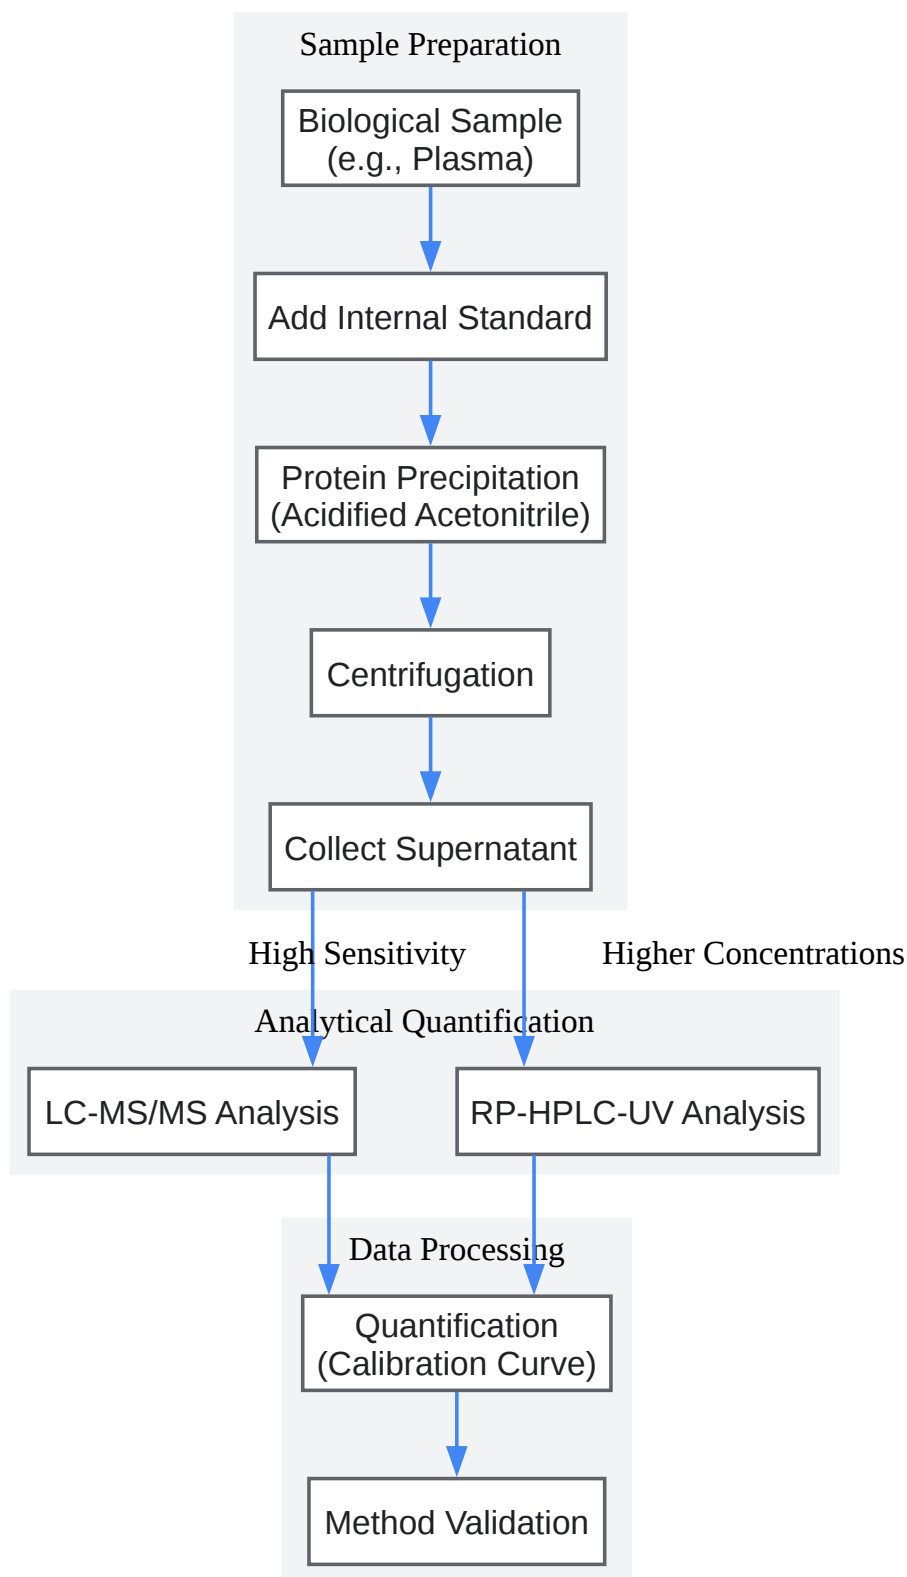 Sample Preparation
Biological Sample
(e.g., Plasma)
Add Internal Standard
Protein Precipitation
(Acidified Acetonitrile)
Centrifugation
Collect Supernatant
High Sensitivity
Higher Concentrations
Analytical Quantification
LC-MS/MS Analysis
RP-HPLC-UV Analysis
Data Processing
Quantification
(Calibration Curve)
Method Validation